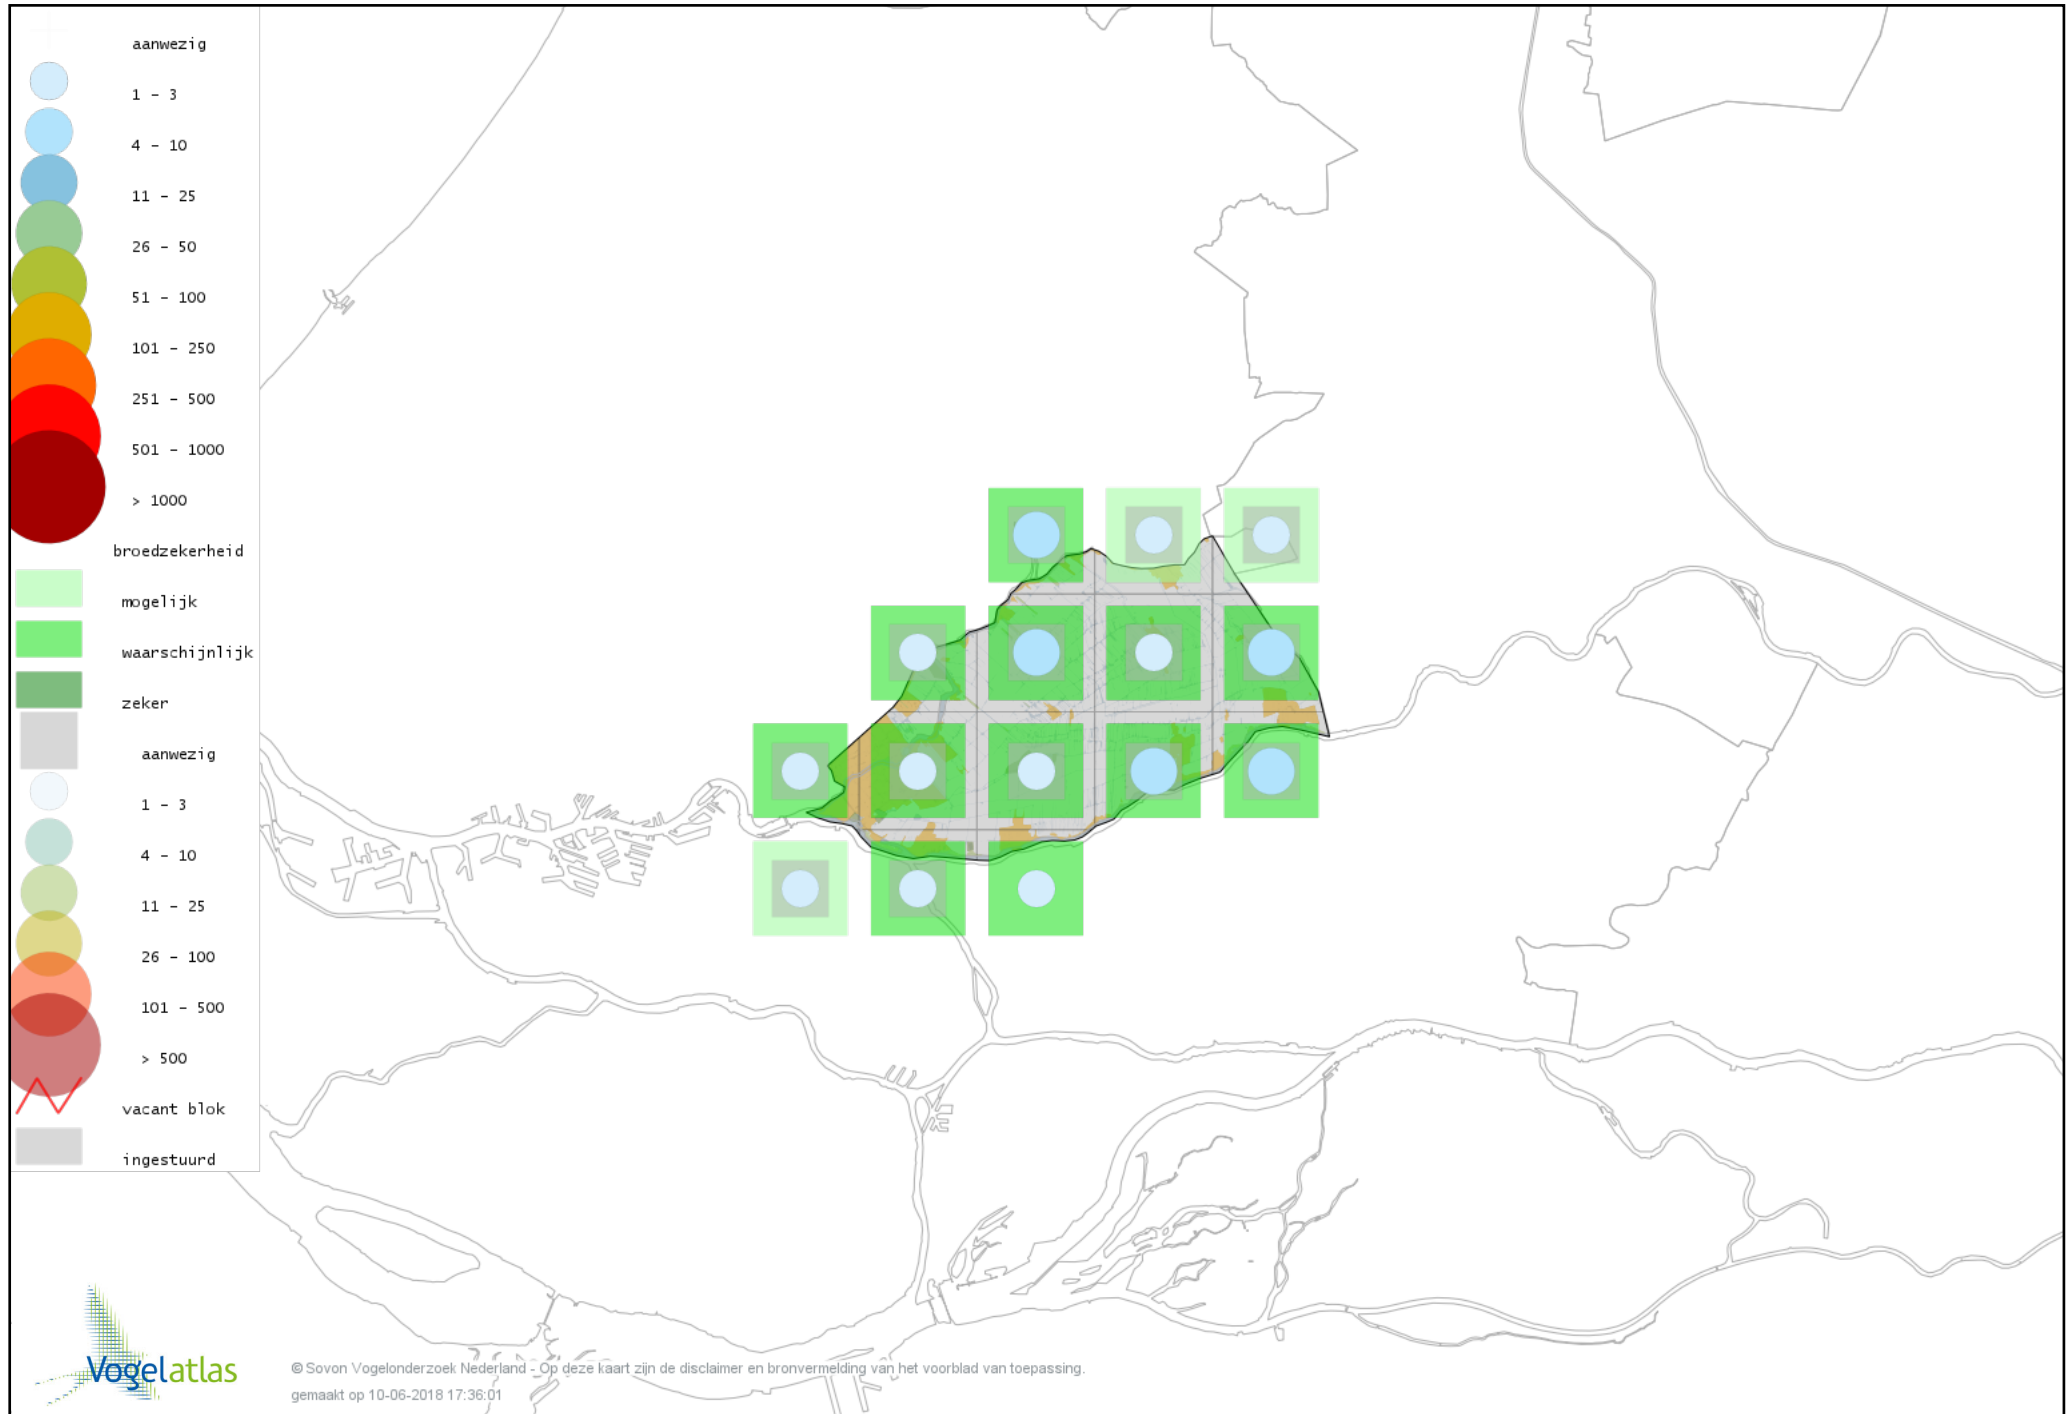 aanwezig
1 – 3
4 – 10
11 – 25
26 – 50
51 – 100
101 – 250
251 – 500
501 – 1000
> 1000
broedzekerheid
mogelijk
waarschijnlijk
zeker
aanwezig
1 – 3
4 – 10
11 – 25
26 – 100
101 – 500
> 500
vacant blok
ingestuurd
Vogelatlas
© Sovon Vogelonderzoek Nederland - Op deze kaart zijn de disclaimer en bronvermelding van het voorblad van toepassing.
gemaakt op 10-06-2018 17:36:01